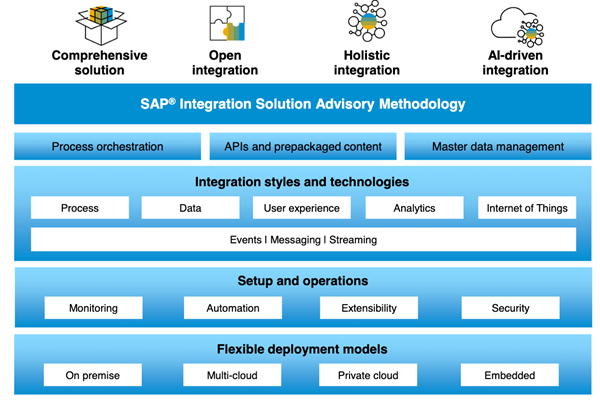 Comprehensive solution
Open integration
Holistic integration
AI-driven integration
SAP® Integration Solution Advisory Methodology
Process orchestration
APIs and prepackaged content
Master data management
Integration styles and technologies
Process
Data
User experience
Analytics
Internet of Things
Events | Messaging | Streaming
Setup and operations
Monitoring
Automation
Extensibility
Security
Flexible deployment models
On premise
Multi-cloud
Private cloud
Embedded